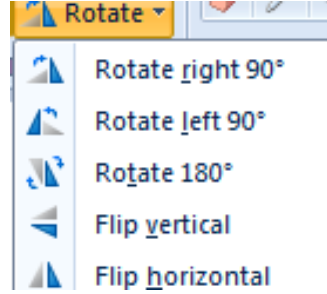 Rotate
Rotate right 90°
Rotate left 90°
Rotate 180°
Flip vertical
Flip horizontal